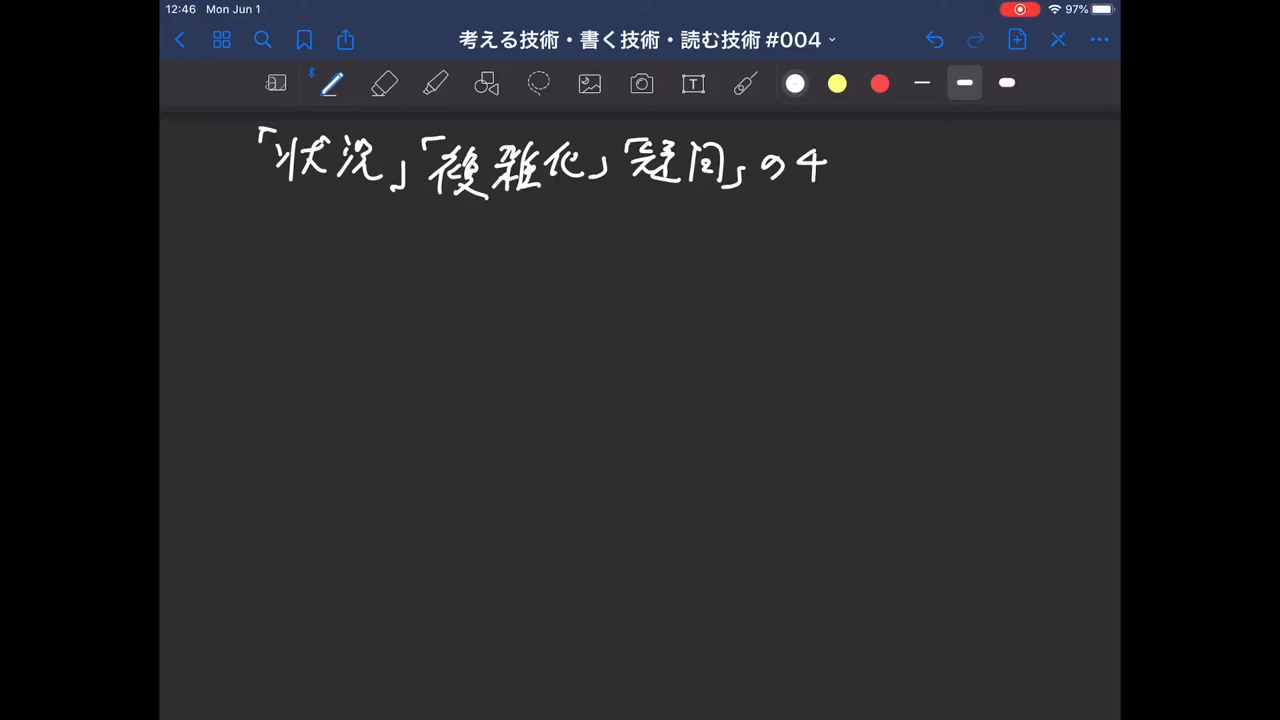 12:46 Mon Jun 1 97%
考える技術・書く技術・読む技術 #004
T
「状況」「複雑化」「疑問」の4